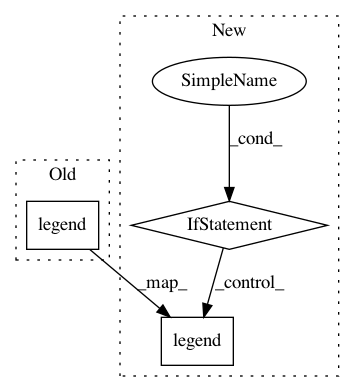 New
SimpleName
_cond_
Old
legend
IfStatement
_map_
_control_
legend